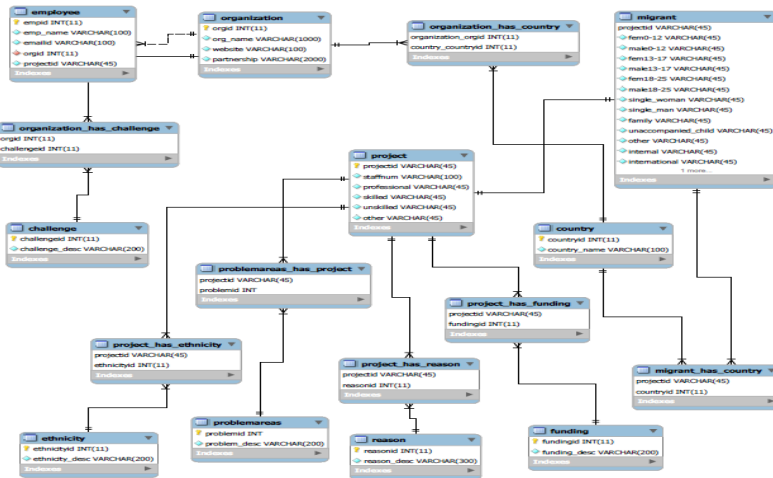 employee
empid INT(11)
emp_name VARCHAR(100)
emailid VARCHAR(100)
orgid INT(11)
projectid VARCHAR(45)
Indexes
organization
orgid INT(11)
org_name VARCHAR(1000)
website VARCHAR(100)
partnership VARCHAR(2000)
Indexes
organization_has_country
organization_orgid INT(11)
country_countryid INT(11)
Indexes
migrant
projectid VARCHAR(45)
fem0-12 VARCHAR(45)
male0-12 VARCHAR(45)
fem13-17 VARCHAR(45)
male13-17 VARCHAR(45)
fem18-25 VARCHAR(45)
male18-25 VARCHAR(45)
single_woman VARCHAR(45)
single_man VARCHAR(45)
family VARCHAR(45)
unaccompanied_child VARCHAR(45)
other VARCHAR(45)
internal VARCHAR(45)
international VARCHAR(45)
1 more...
Indexes
organization_has_challenge
orgid INT(11)
challengeid INT(11)
Indexes
project
projectid VARCHAR(45)
staffnum VARCHAR(100)
professional VARCHAR(45)
skilled VARCHAR(45)
unskilled VARCHAR(45)
other VARCHAR(45)
Indexes
challenge
challengeid INT(11)
challenge_desc VARCHAR(200)
Indexes
country
countryid INT(11)
country_name VARCHAR(100)
Indexes
problemareas_has_project
projectid VARCHAR(45)
problemid INT
Indexes
project_has_funding
projectid VARCHAR(45)
fundingid INT(11)
Indexes
project_has_ethnicity
projectid VARCHAR(45)
ethnicityid INT(11)
Indexes
project_has_reason
projectid VARCHAR(45)
reasonid INT(11)
Indexes
migrant_has_country
projectid VARCHAR(45)
countryid INT(11)
Indexes
ethnicity
ethnicityid INT(11)
ethnicity_desc VARCHAR(200)
Indexes
problemareas
problemid INT
problem_desc VARCHAR(200)
Indexes
reason
reasonid INT(11)
reason_desc VARCHAR(300)
Indexes
funding
fundingid INT(11)
funding_desc VARCHAR(200)
Indexes